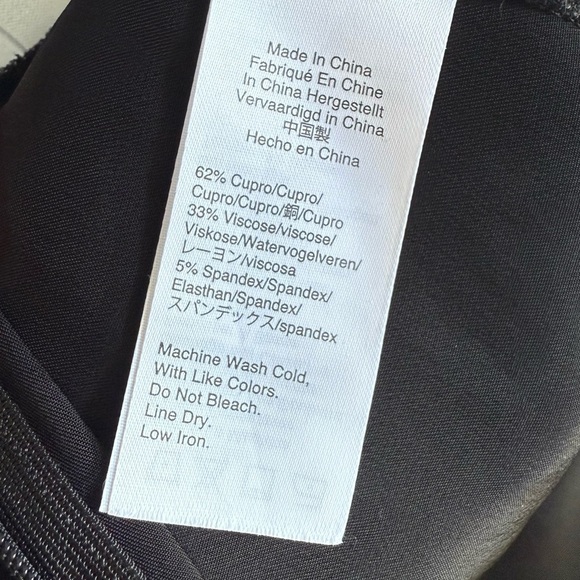 Made In China
Fabriqué En Chine
In China Hergestellt
Vervaardigd in China
中国製
Hecho en China
62% Cupro/Cupro/
Cupro/Cupro/銅/Cupro
33% Viscose/viscose/
Viskose/Watervogelveren/
レーヨン/viscosa
5% Spandex/Spandex/
Elasthan/Spandex/
スパンデックス/spandex
Machine Wash Cold,
With Like Colors.
Do Not Bleach.
Line Dry.
Low Iron.